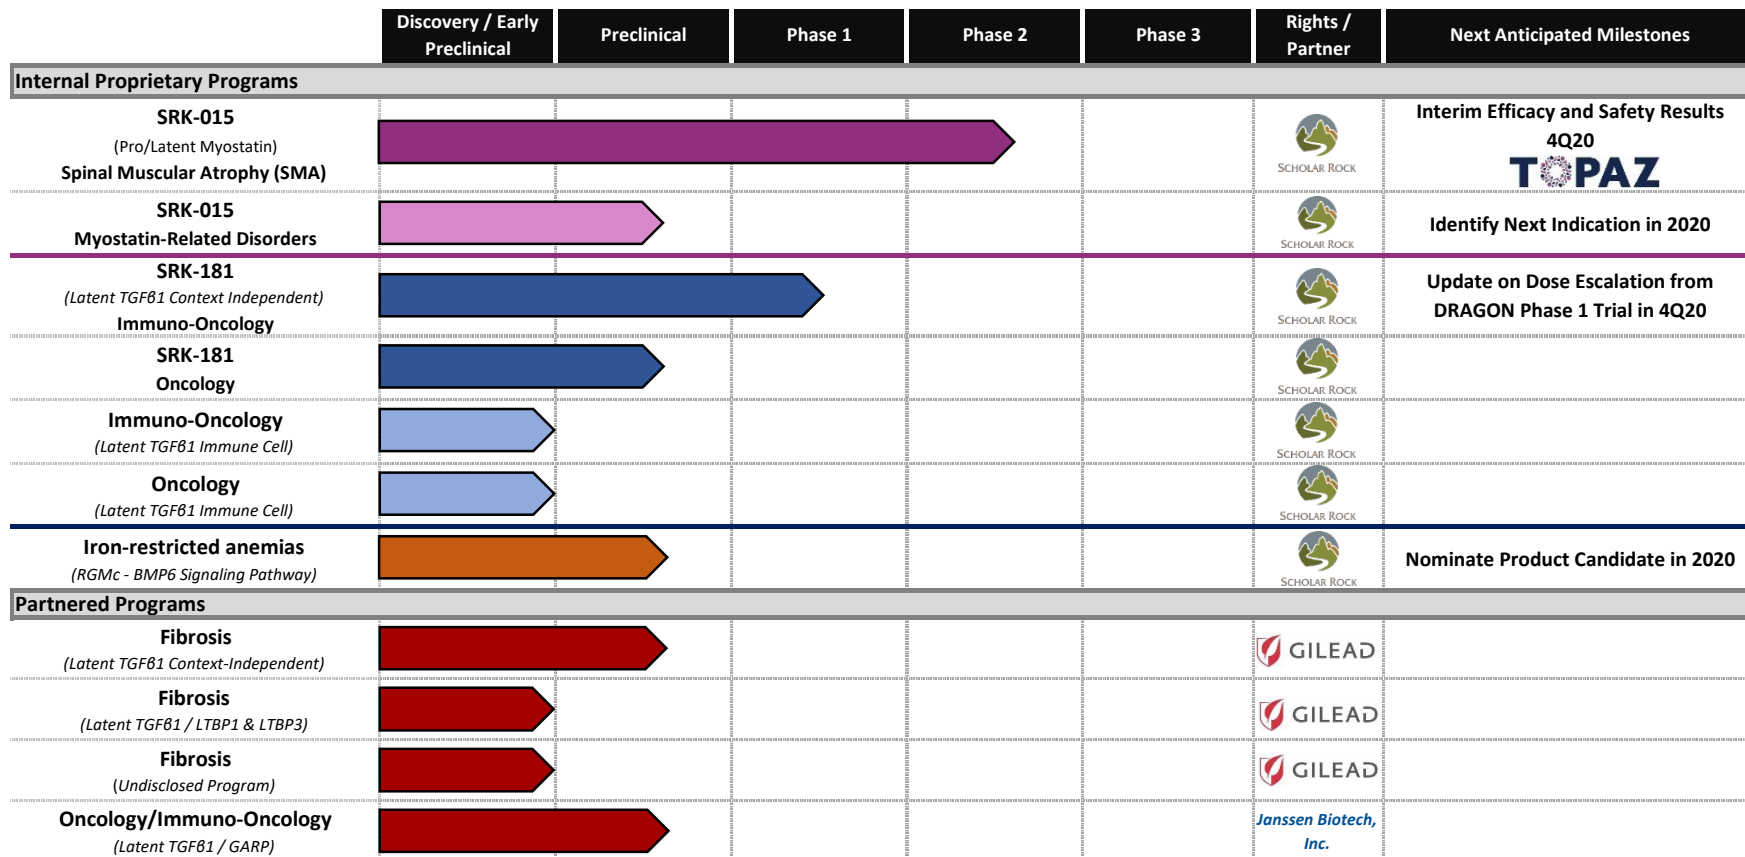 Discovery / Early
Preclinical
Preclinical
Phase 1
Phase 2
Phase 3
Rights /
Partner
Next Anticipated Milestones
Internal Proprietary Programs
SRK-015
(Pro/Latent Myostatin)
Spinal Muscular Atrophy (SMA)
SCHOLAR ROCK
Interim Efficacy and Safety Results
4Q20
TOPAZ
SRK-015
Myostatin-Related Disorders
SCHOLAR ROCK
Identify Next Indication in 2020
SRK-181
(Latent TGFβ1 Context Independent)
Immuno-Oncology
SCHOLAR ROCK
Update on Dose Escalation from
DRAGON Phase 1 Trial in 4Q20
SRK-181
Oncology
SCHOLAR ROCK
Immuno-Oncology
(Latent TGFβ1 Immune Cell)
SCHOLAR ROCK
Oncology
(Latent TGFβ1 Immune Cell)
SCHOLAR ROCK
Iron-restricted anemias
(RGMc - BMP6 Signaling Pathway)
SCHOLAR ROCK
Nominate Product Candidate in 2020
Partnered Programs
Fibrosis
(Latent TGFβ1 Context-Independent)
GILEAD
Fibrosis
(Latent TGFβ1 / LTBP1 & LTBP3)
GILEAD
Fibrosis
(Undisclosed Program)
GILEAD
Oncology/Immuno-Oncology
(Latent TGFβ1 / GARP)
Janssen Biotech,
Inc.